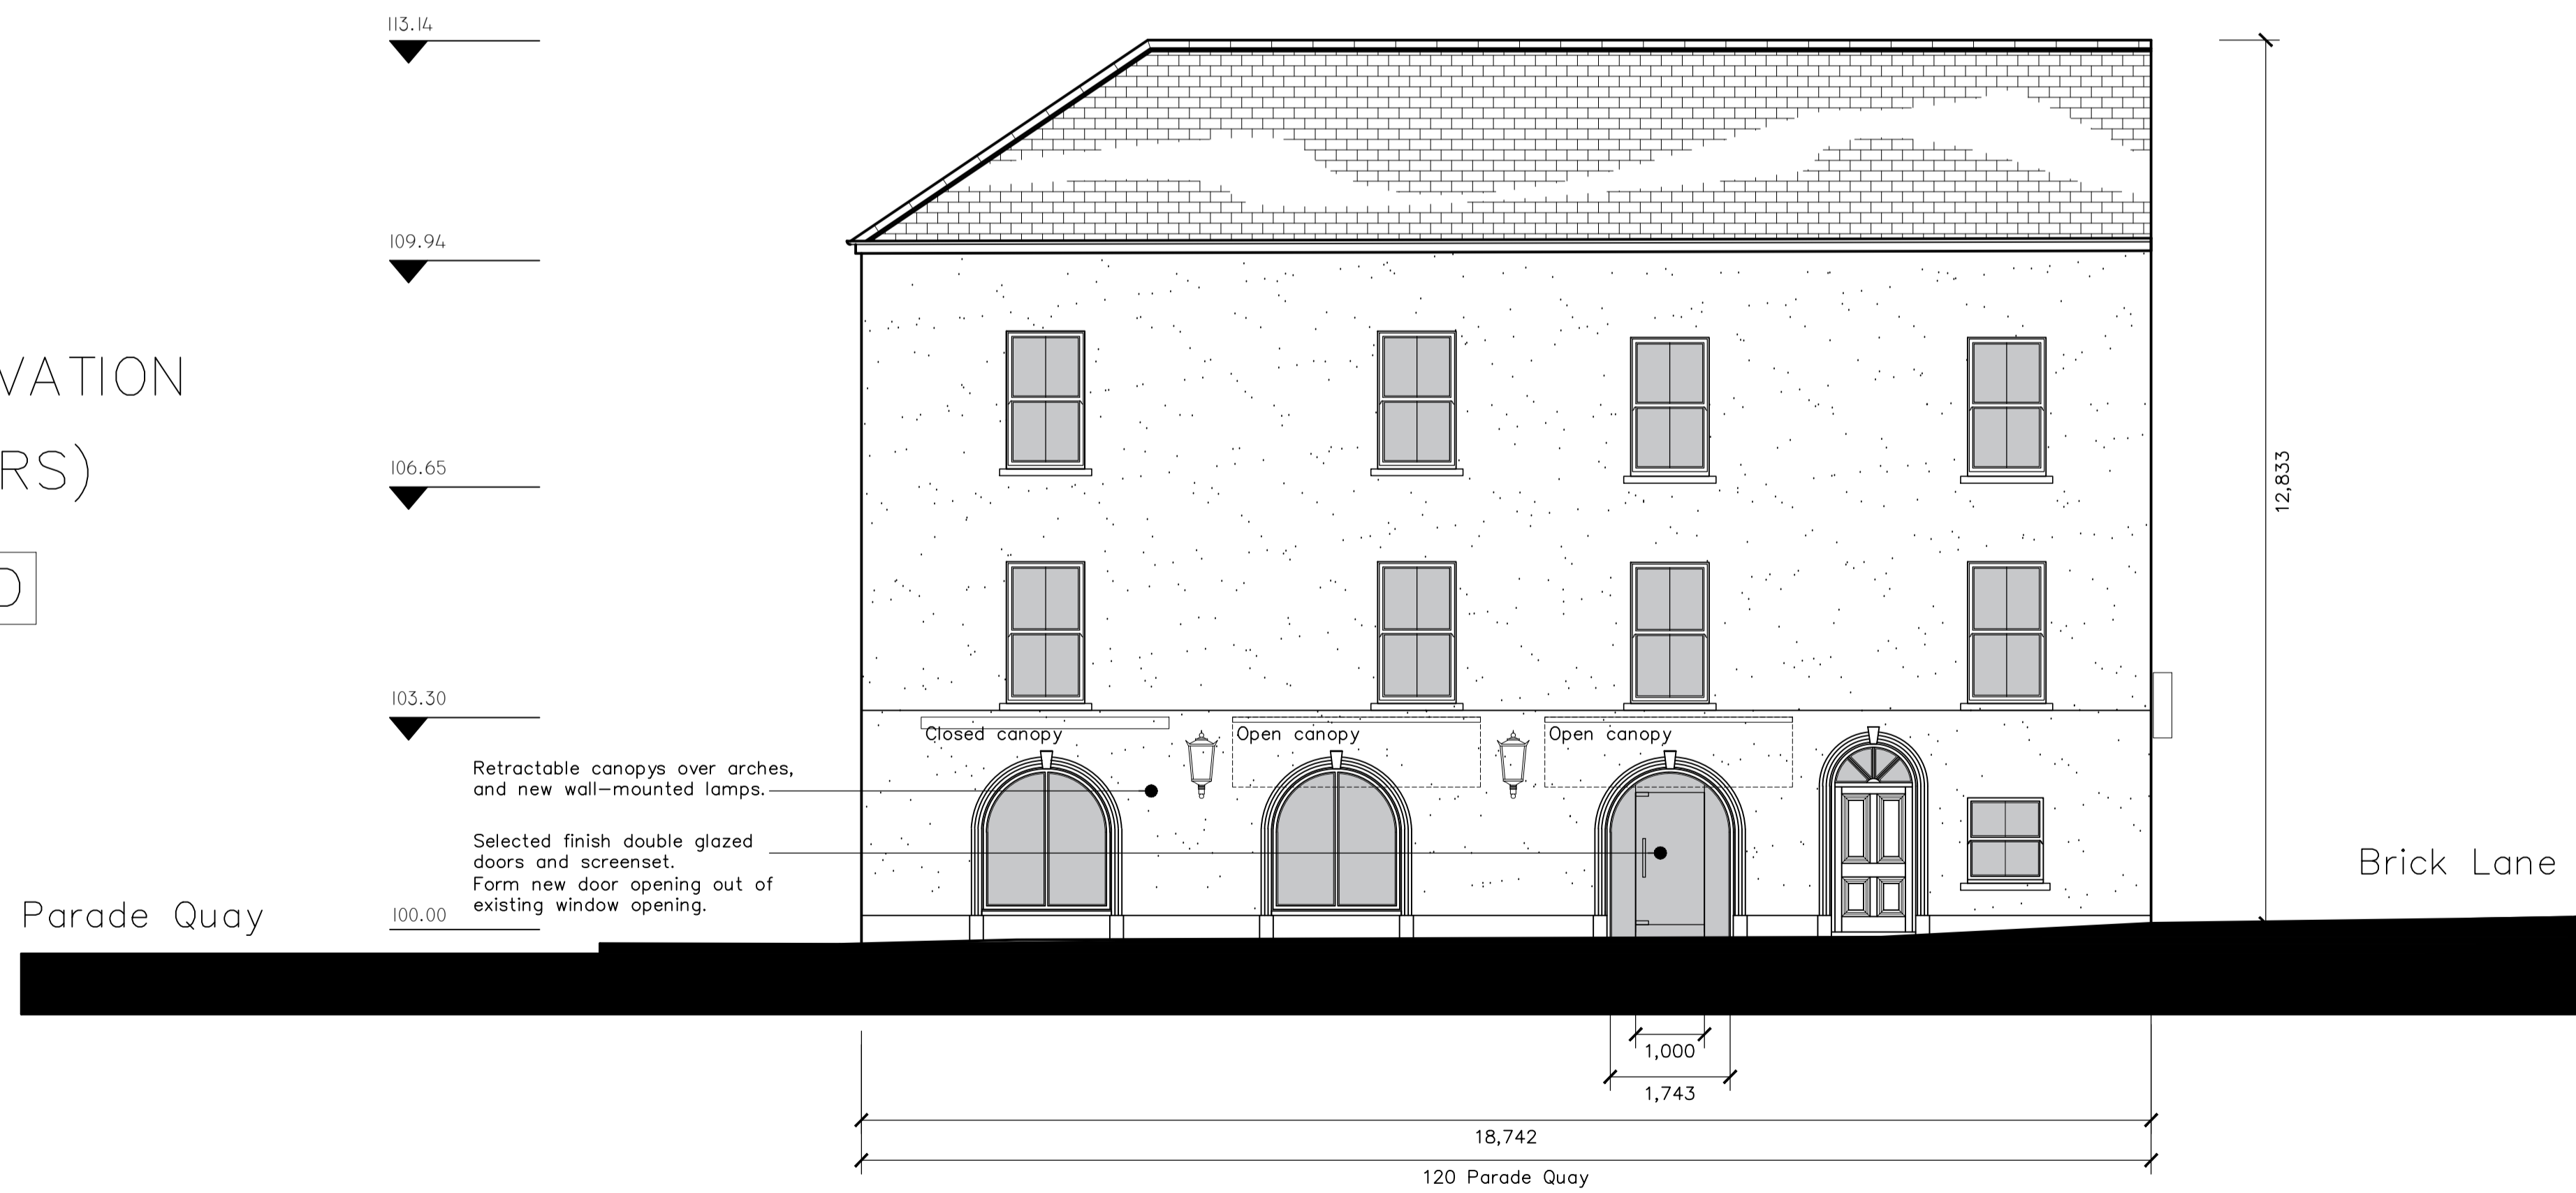 113.14
109.94
VATION
106.65
RS)
12,833
D
103.30
Closed canopy
Open canopy
Open canopy
Retractable canopys over arches,
and new wall-mounted lamps.
Selected finish double glazed
doors and screenset.
Form new door opening out of
existing window opening.
Parade Quay
100.00
Brick Lane
1,000
1,743
18,742
120 Parade Quay